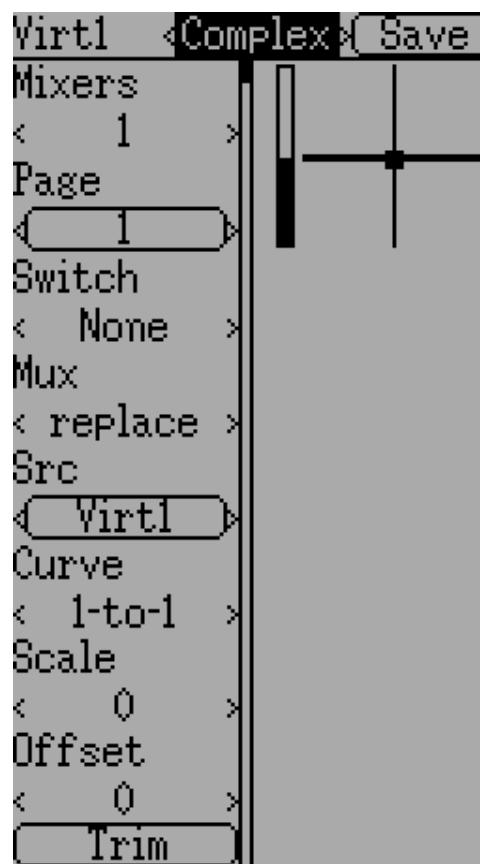 Virt1 <Complex> Save
Mixers
< 1 >
Page
< 1 >
Switch
< None >
Mux
< replace >
Src
< Virt1 >
Curve
< 1-to-1 >
Scale
< 0 >
Offset
< 0 >
Trim